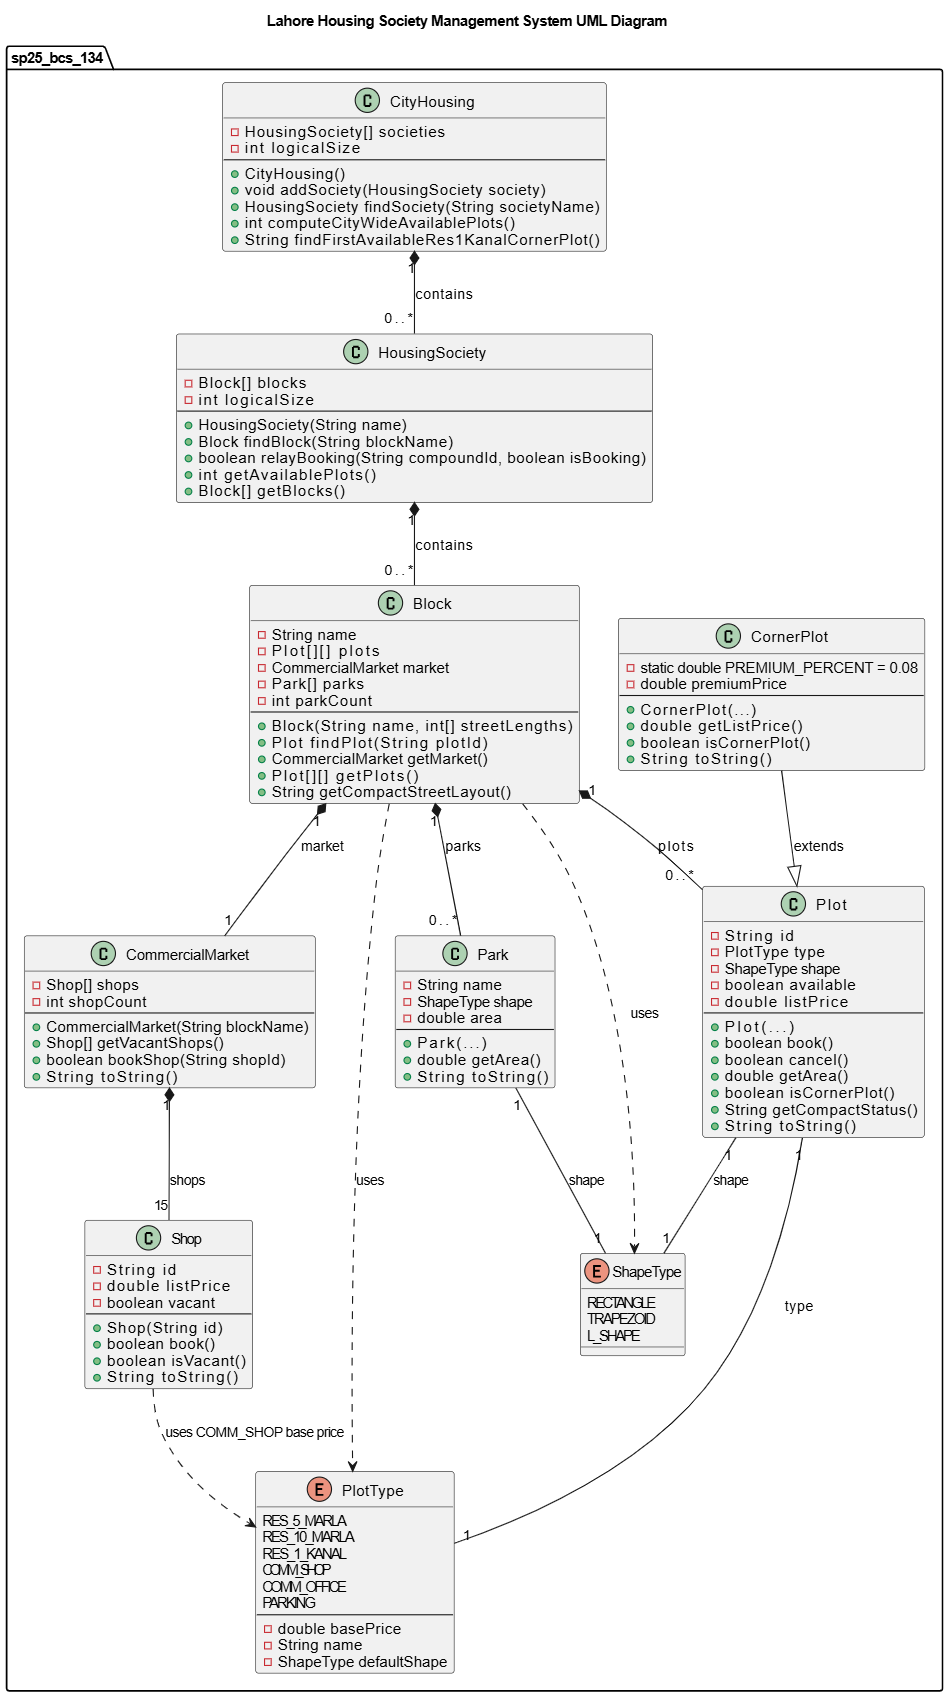 Lahore Housing Society Management System UML Diagram
sp25_bcs_134
C CityHousing
HousingSociety[] societies
int logicalSize
CityHousing()
void addSociety(HousingSociety society)
HousingSociety findSociety(String societyName)
int computeCityWideAvailablePlots()
String findFirstAvailableRes1KanalCornerPlot()
1
contains
0..*
C HousingSociety
Block[] blocks
int logicalSize
HousingSociety(String name)
Block findBlock(String blockName)
boolean relayBooking(String compoundId, boolean isBooking)
int getAvailablePlots()
Block[] getBlocks()
1
contains
0..*
C Block
String name
Plot[][] plots
CommercialMarket market
Park[] parks
int parkCount
Block(String name, int[] streetLengths)
Plot findPlot(String plotId)
CommercialMarket getMarket()
Plot[][] getPlots()
String getCompactStreetLayout()
C CornerPlot
static double PREMIUM_PERCENT = 0.08
double premiumPrice
CornerPlot(...)
double getListPrice()
boolean isCornerPlot()
String toString()
1
1
1
market
parks
plots
extends
0..*
1
0..*
C CommercialMarket
Shop[] shops
int shopCount
CommercialMarket(String blockName)
Shop[] getVacantShops()
boolean bookShop(String shopId)
String toString()
C Park
String name
ShapeType shape
double area
Park(...)
double getArea()
String toString()
uses
C Plot
String id
PlotType type
ShapeType shape
boolean available
double listPrice
Plot(...)
boolean book()
boolean cancel()
double getArea()
boolean isCornerPlot()
String getCompactStatus()
String toString()
1
1
1
1
shops
uses
shape
shape
15
1
1
C Shop
String id
double listPrice
boolean vacant
Shop(String id)
boolean book()
boolean isVacant()
String toString()
E ShapeType
RECTANGLE
TRAPEZOID
L_SHAPE
type
uses COMM_SHOP base price
E PlotType
RES_5_MARLA
RES_10_MARLA
RES_1_KANAL
COMM_SHOP
COMM_OFFICE
PARKING
double basePrice
String name
ShapeType defaultShape
1